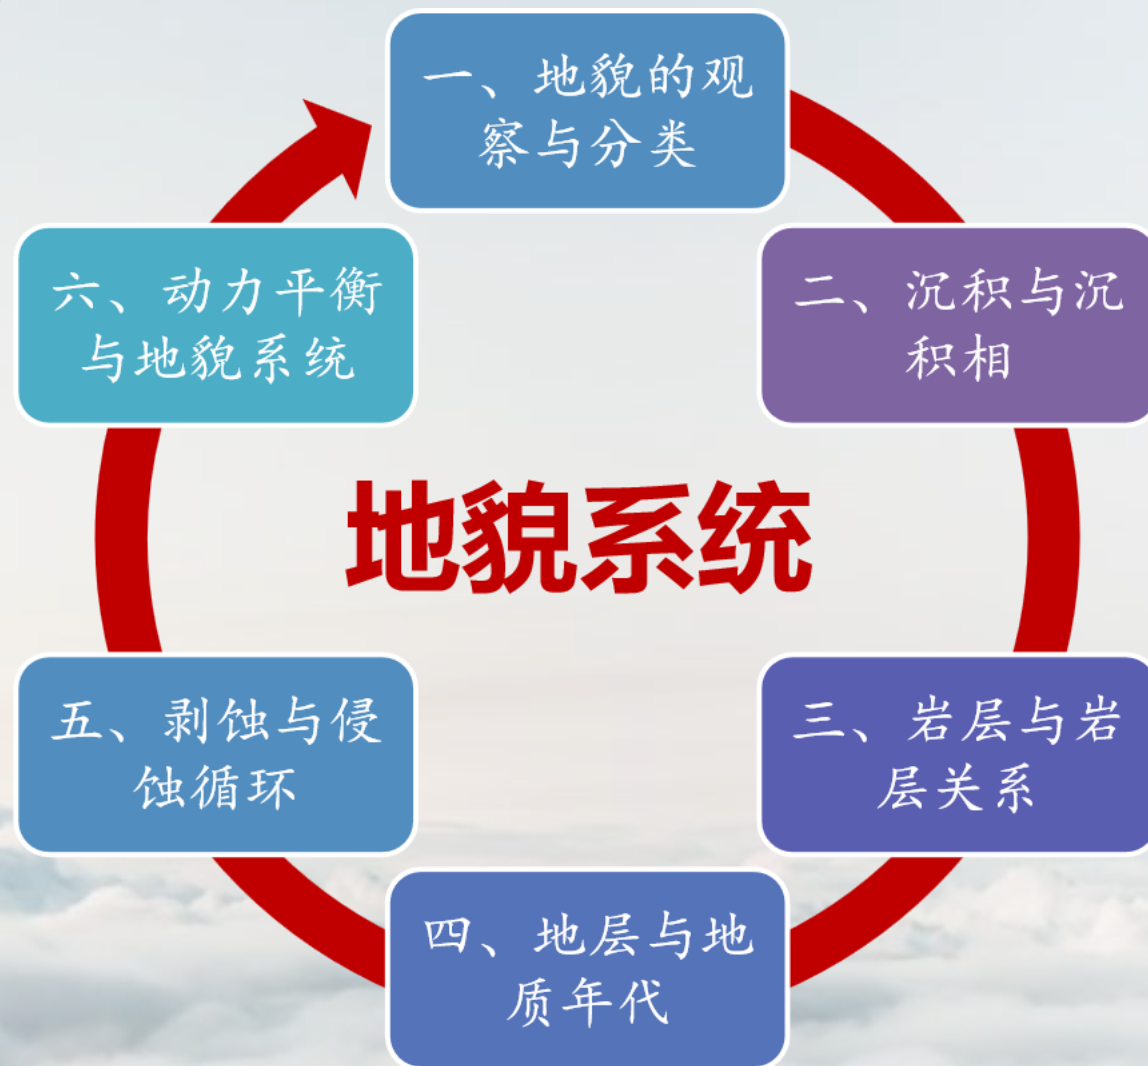 一、地貌的观
察与分类
二、沉积与沉
积相
三、岩层与岩
层关系
四、地层与地
质年代
五、剥蚀与侵
蚀循环
六、动力平衡
与地貌系统
地貌系统